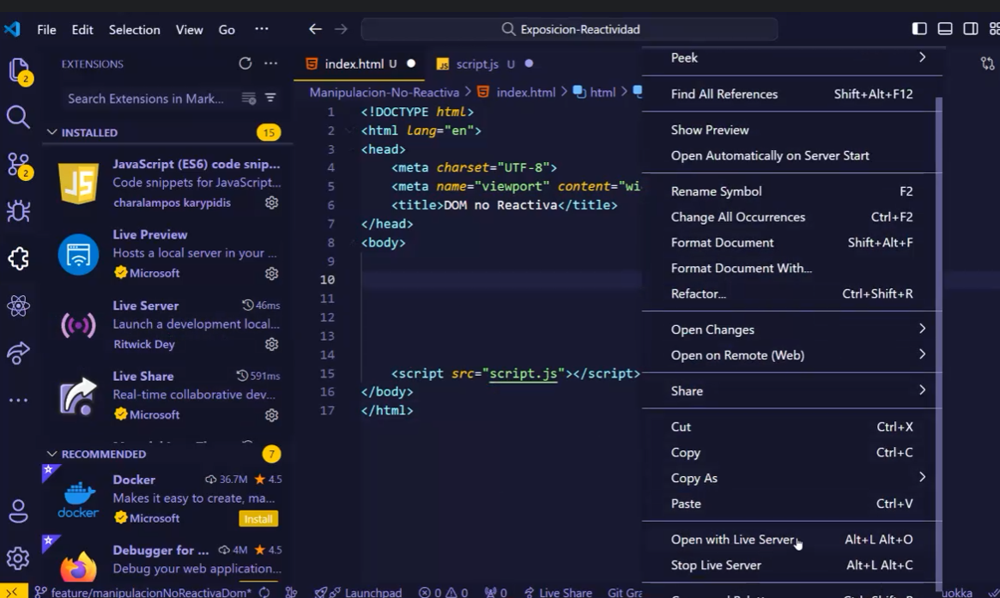 File Edit Selection View Go ··· Exposicion-Reactividad
EXTENSIONS
Search Extensions in Mark...
INSTALLED 15
JavaScript (ES6) code snip...
Code snippets for JavaScript...
charalampos karypidis
Live Preview
Hosts a local server in your ...
Microsoft
Live Server 46ms
Launch a development local...
Ritwick Dey
Live Share 591ms
Real-time collaborative dev...
Microsoft
RECOMMENDED 7
Docker 36.7M 4.5
Makes it easy to create, ma...
docker
Microsoft Install
Debugger for ... 4M 4.5
Debug your web application...
2
2
index.html U script.js U
JS
JS
Manipulacion-No-Reactiva > index.html > html >
1 <!DOCTYPE html>
2 <html lang="en">
3 <head>
4 <meta charset="UTF-8">
5 <meta name="viewport" content="wi
6 <title>DOM no Reactiva</title>
7 </head>
8 <body>
9
10
11
12
13
14
15 <script src="script.js"></script>
16 </body>
17 </html>
Peek
Find All References Shift+Alt+F12
Show Preview
Open Automatically on Server Start
Rename Symbol F2
Change All Occurrences Ctrl+F2
Format Document Shift+Alt+F
Format Document With...
Refactor... Ctrl+Shift+R
Open Changes
Open on Remote (Web)
Share
Cut Ctrl+X
Copy Ctrl+C
Copy As
Paste Ctrl+V
Open with Live Server Alt+L Alt+O
Stop Live Server Alt+L Alt+C
feature/manipulacionNoReactivaDom* Launchpad 0 0 0 Live Share Git Gra uokka